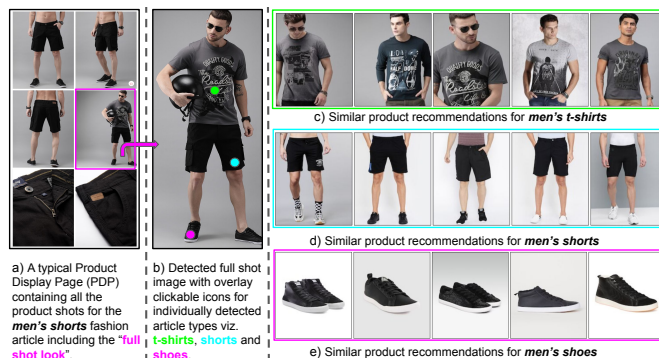 c) Similar product recommendations for men's t-shirts
d) Similar product recommendations for men's shorts
a) A typical Product
Display Page (PDP)
containing all the
product shots for the
men's shorts fashion
article including the "full
shot look"
b) Detected full shot
image with overlay
clickable icons for
individually detected
article types viz.
t-shirts, shorts and
shoes
e) Similar product recommendations for men's shoes